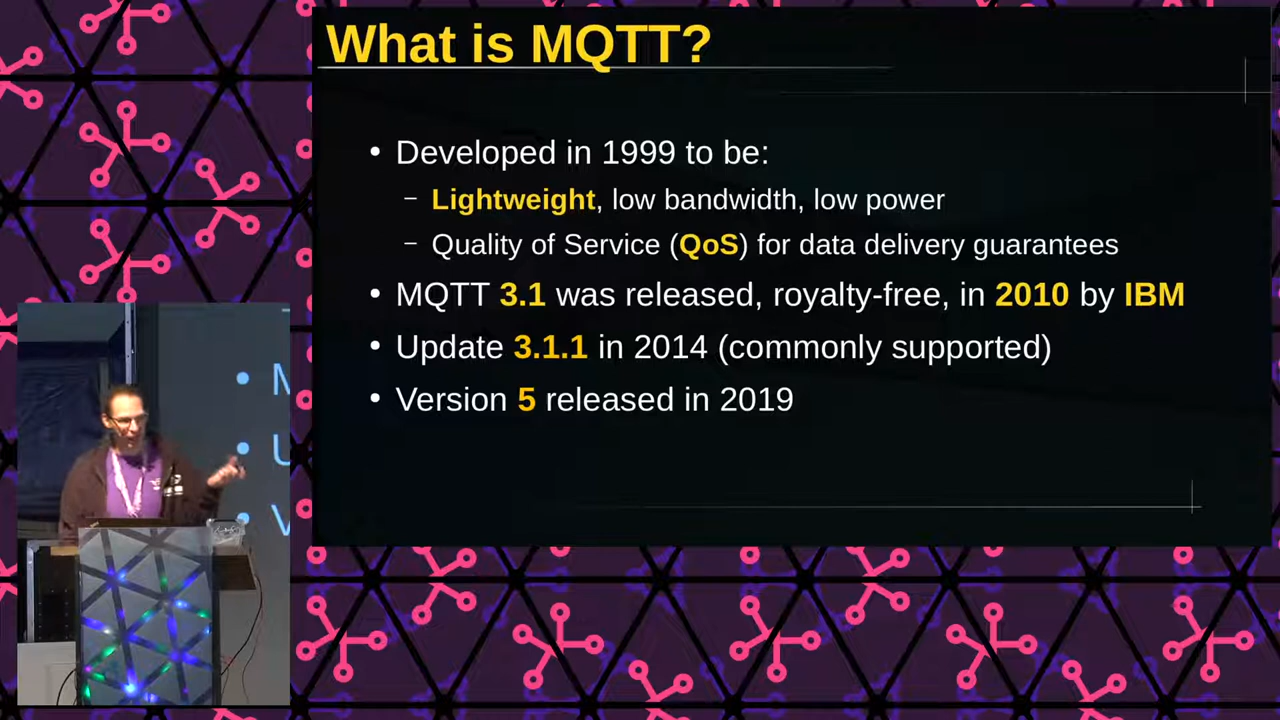 What is MQTT?
• Developed in 1999 to be:
– Lightweight, low bandwidth, low power
– Quality of Service (QoS) for data delivery guarantees
• MQTT 3.1 was released, royalty-free, in 2010 by IBM
• Update 3.1.1 in 2014 (commonly supported)
• Version 5 released in 2019
• M
• U
• V